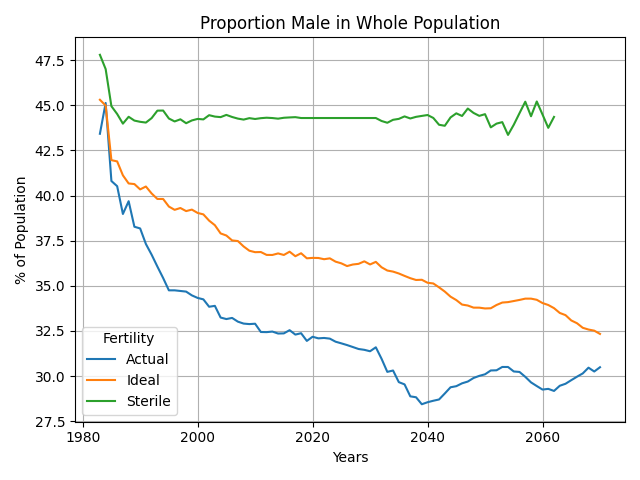 Proportion Male in Whole Population
% of Population
47.5
45.0
42.5
40.0
37.5
35.0
32.5
30.0
27.5
Fertility
Actual
Ideal
Sterile
1980
2000
2020
2040
2060
Years